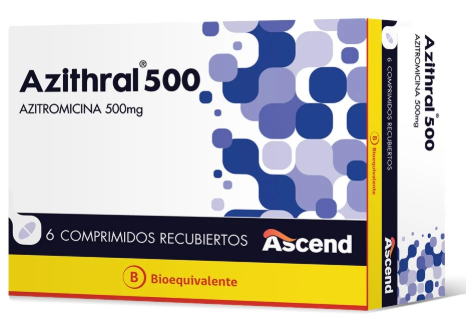 Azithral® 500
AZITROMICINA 500mg
6 COMPRIMIDOS RECUBIERTOS
Ascend
B Bioequivalente
6 COMPRIMIDOS RECUBIERTOS
Azithral® 500
AZITROMICINA 500mg
B Bioequivalente
Ascend